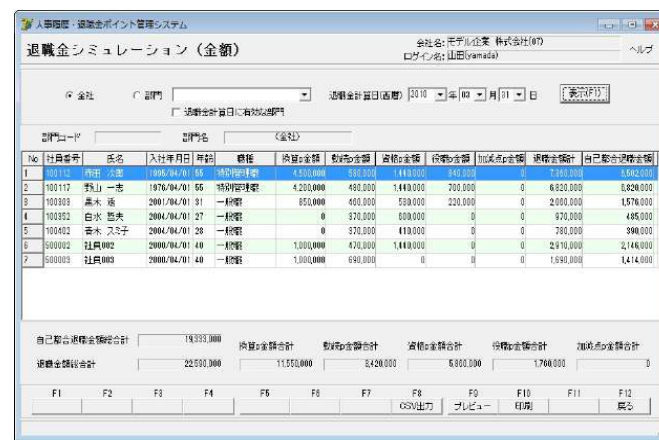 人事履歴・退職金ポイント管理システム
退職金シミュレーション（金額）
会社名: モデル企業 株式会社(07)
ログイン名: 山田(yamada)
ヘルプ
全社 部門 退職金計算日(西暦) 2010 年 03 月 31 日 表示(F1)
退職金計算日に有効な部門
部門コード 部門名 （全社）
No 社員番号 氏名 入社年月日 年齢 職種 換算p金額 勤続p金額 資格p金額 役職p金額 加減点p金額 退職金額計 自己都合退職金額
1 100112 次郎 1995/04/01 55 特別管理職 4,500,000 580,000 1,440,000 840,000 0 7,360,000
2 100117 野山 一志 1976/04/01 55 特別管理職 4,200,000 480,000 1,440,000 700,000 0 6,820,000 5,820,000
3 100303 黒木 2001/04/01 31 一般職 850,000 400,000 530,000 220,000 0 2,000,000 1,576,000
4 100352 白水 哲夫 2004/04/01 27 一般職 0 370,000 600,000 0 0 970,000 485,000
5 100402 青木 スミ子 2004/04/01 28 一般職 0 370,000 410,000 0 0 780,000 390,000
6 500002 社員002 2000/04/01 40 一般職 1,000,000 470,000 1,440,000 0 0 2,910,000 2,146,000
7 500003 社員003 2000/04/01 40 一般職 1,000,000 690,000 0 0 0 1,690,000 1,414,000
自己都合退職金額総合計 19,333,000
換算p金額合計 勤続p金額合計 資格p金額合計 役職p金額合計 加減点p金額合計
退職金額総合計 22,590,000 11,550,000 3,420,000 5,860,000 1,760,000 0
F1 F2 F3 F4 F5 F6 F7 F8 F9 F10 F11 F12
CSV出力 プレビュー 印刷 戻る